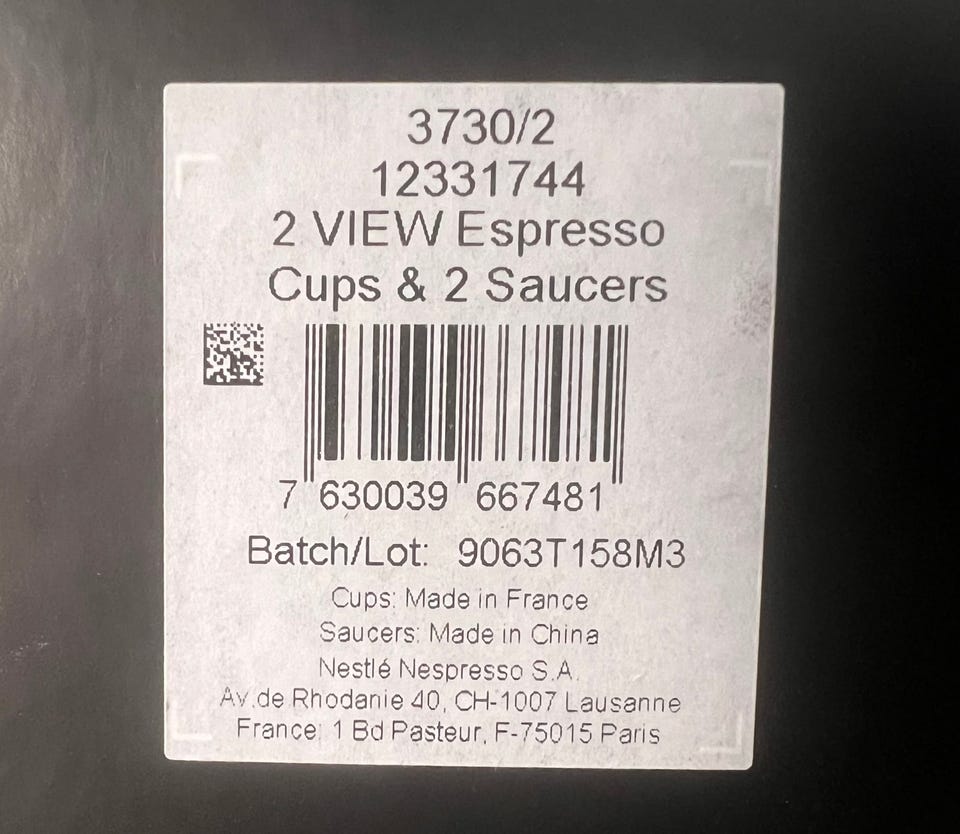 3730/2
12331744
2 VIEW Espresso
Cups & 2 Saucers
7 630039 667481
Batch/Lot: 9063T158M3
Cups: Made in France
Saucers: Made in China
Nestlé Nespresso S.A.
Av.de Rhodanie 40, CH-1007 Lausanne
France: 1 Bd Pasteur, F-75015 Paris